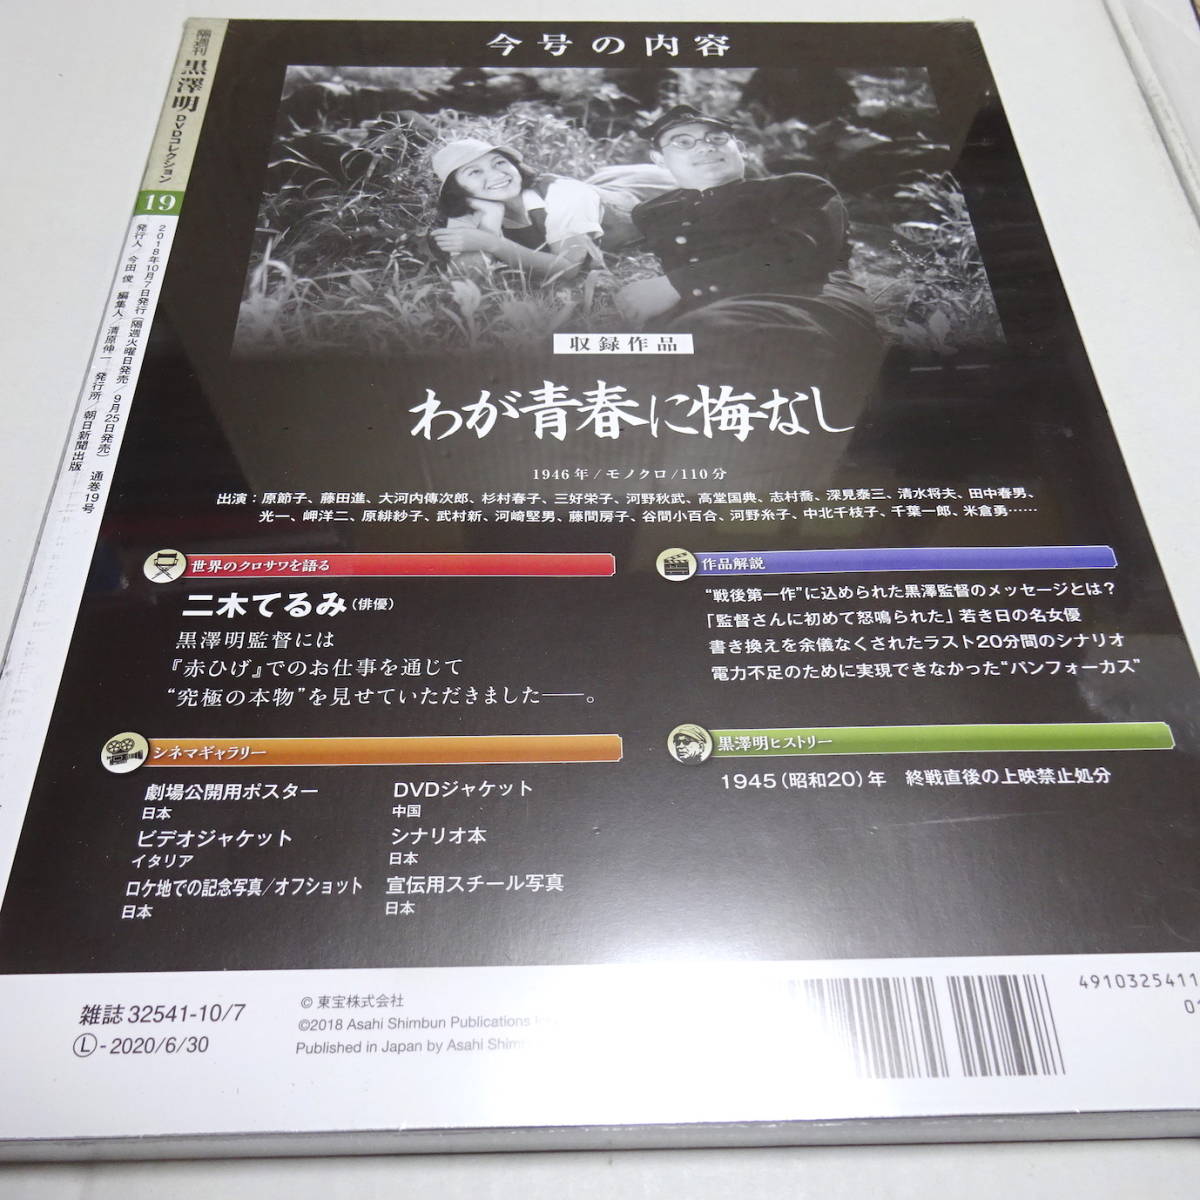 隔週刊 黒澤明 DVDコレクション 19
2018年10月7日発行(隔週火曜日発売/9月25日発売) 通巻19号
発行人/今田 俊 編集人/清原伸一 発行所/朝日新聞出版
今号の内容
収録作品
わが青春に悔なし
1946年/モノクロ/110分
出演:原節子、藤田進、大河内傳次郎、杉村春子、三好栄子、河野秋武、高堂国典、志村喬、深見泰三、清水将夫、田中春男、
光一、岬洋二、原緋紗子、武村新、河崎堅男、藤間房子、谷間小百合、河野糸子、中北千枝子、千葉一郎、米倉勇……
世界のクロサワを語る
二木てるみ(俳優)
黒澤明監督には
『赤ひげ』でのお仕事を通じて
“究極の本物”を見せていただきました——。
作品解説
“戦後第一作”に込められた黒澤監督のメッセージとは?
「監督さんに初めて怒鳴られた」若き日の名女優
書き換えを余儀なくされたラスト20分間のシナリオ
電力不足のために実現できなかった“パンフォーカス”
シネマギャラリー
劇場公開用ポスター
日本
ビデオジャケット
イタリア
ロケ地での記念写真/オフショット
日本
DVDジャケット
中国
シナリオ本
日本
宣伝用スチール写真
日本
黒澤明ヒストリー
1945(昭和20)年 終戦直後の上映禁止処分
雑誌 32541-10/7
Ⓛ-2020/6/30
© 東宝株式会社
©2018 Asahi Shimbun Publications
Published in Japan by Asahi
4910325411